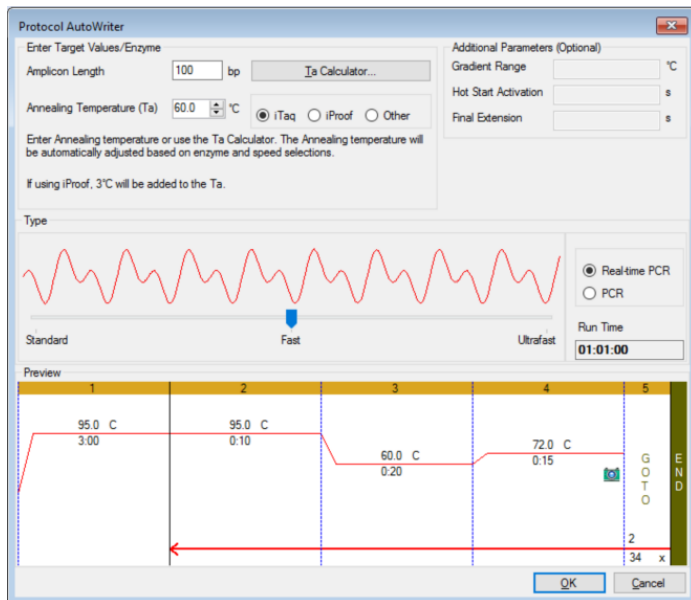 Protocol AutoWriter
Enter Target Values/Enzyme
Amplicon Length 100 bp Ta Calculator...
Annealing Temperature (Ta) 60.0 °C iTaq iProof Other
Enter Annealing temperature or use the Ta Calculator. The Annealing temperature will
be automatically adjusted based on enzyme and speed selections.
If using iProof, 3°C will be added to the Ta.
Additional Parameters (Optional)
Gradient Range °C
Hot Start Activation s
Final Extension s
Type
Standard Fast Ultrafast
Real-time PCR
PCR
Run Time
01:01:00
Preview
1 2 3 4 5
95.0 C
3:00
95.0 C
0:10
60.0 C
0:20
72.0 C
0:15
GOTO
END
2
34 x
OK Cancel